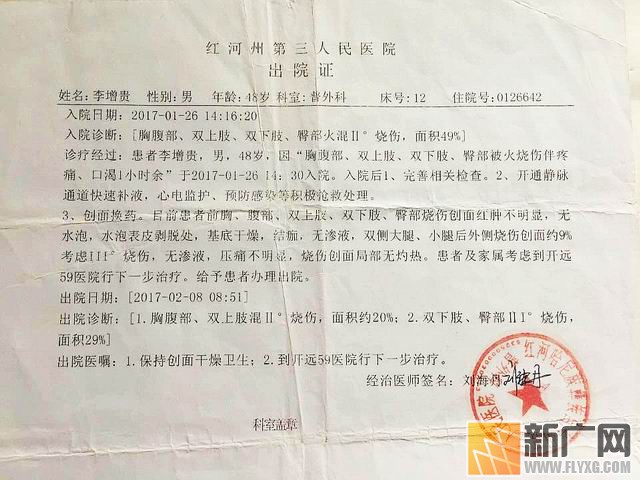 红河州第三人民医院
出院证
姓名:李增贵 性别:男 年龄:48岁 科室:普外科 床号:12 住院号:0126642
入院日期:2017-01-26 14:16:20
入院诊断:[胸腹部、双上肢、双下肢、臀部火混II°烧伤,面积49%]
诊疗经过:患者李增贵,男,48岁,因“胸腹部、双上肢、双下肢、臀部被火烧伤伴疼
痛、口渴1小时余”于2017-01-26 14:30入院。入院后1、完善相关检查。2、开通静脉
通道快速补液,心电监护、预防感染等积极抢救处理。
3、创面换药。目前患者前胸、腹部、双上肢、双下肢、臀部烧伤创面红肿不明显,无
水泡,水泡表皮剥脱处,基底干燥,结痂,无渗液,双侧大腿、小腿后外侧烧伤创面约9%
考虑III°烧伤,无渗液,压痛不明显,烧伤创面局部无灼热。患者及家属考虑到开远
59医院行下一步治疗。给予患者办理出院。
出院日期:[2017-02-08 08:51]
出院诊断:[1.胸腹部、双上肢混II°烧伤,面积约20%;2.双下肢、臀部III°烧伤,
面积29%]
出院医嘱:1.保持创面干燥卫生;2.到开远59医院行下一步治疗。
经治医师签名:刘海丹
科室盖章
新广网
WWW.FLYXG.COM